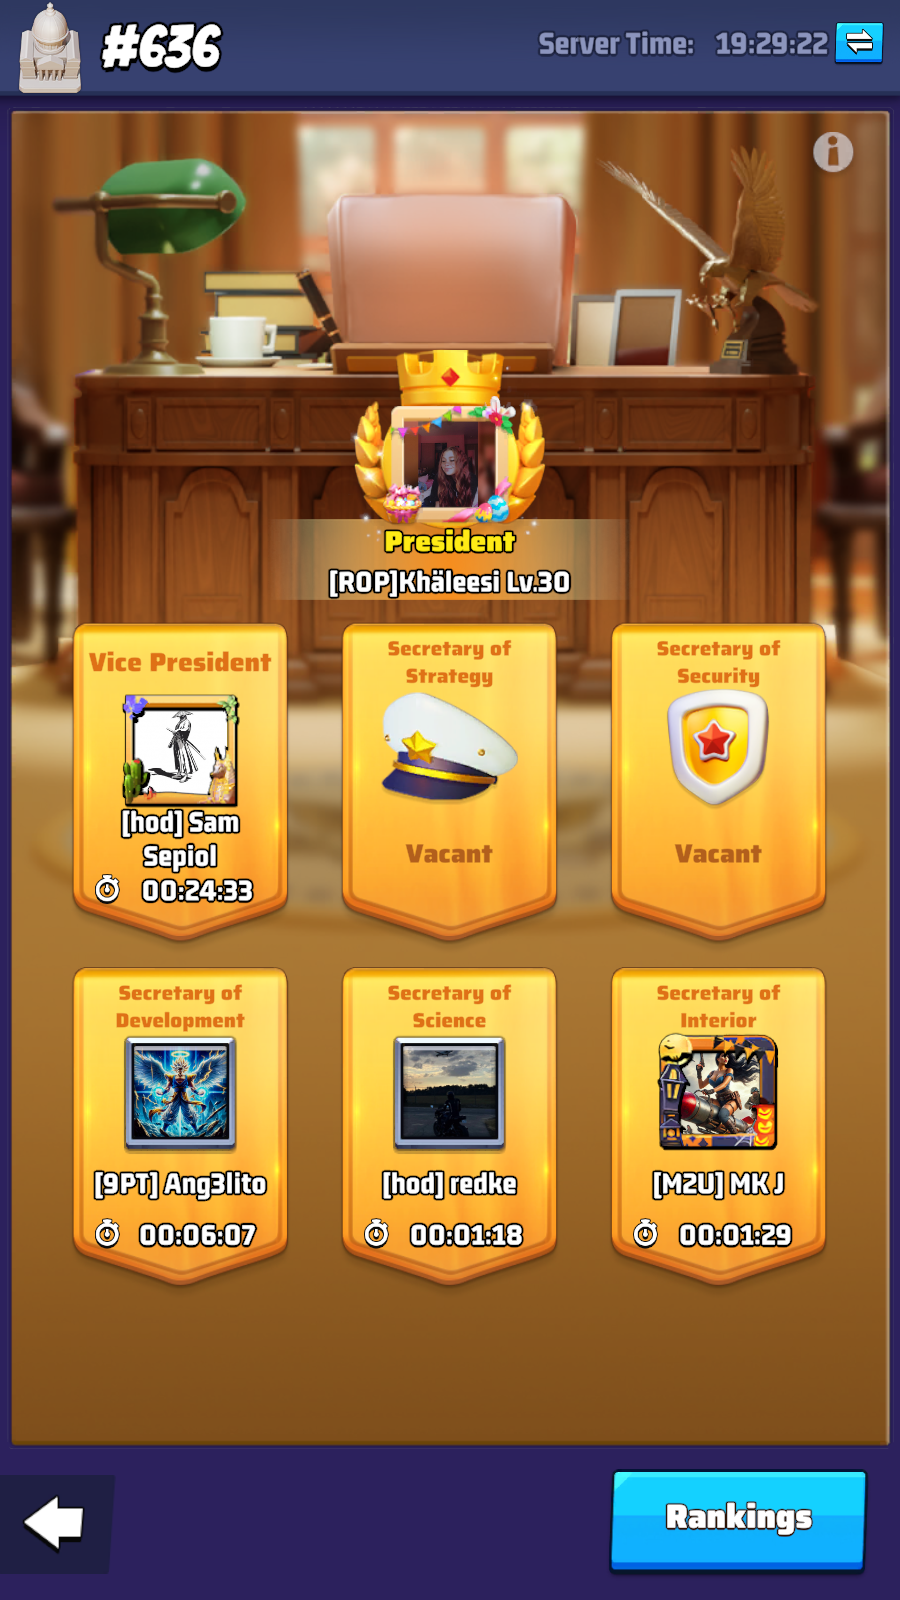 #636
Server Time: 19:29:22
President
[ROP]Khäleesi Lv.30
Vice President
[hod] Sam
Sepiol
00:24:33
Secretary of
Strategy
Vacant
Secretary of
Security
Vacant
Secretary of
Development
[9PT] Ang3lito
00:06:07
Secretary of
Science
[hod] redke
00:01:18
Secretary of
Interior
[M2U] MK J
00:01:29
Rankings